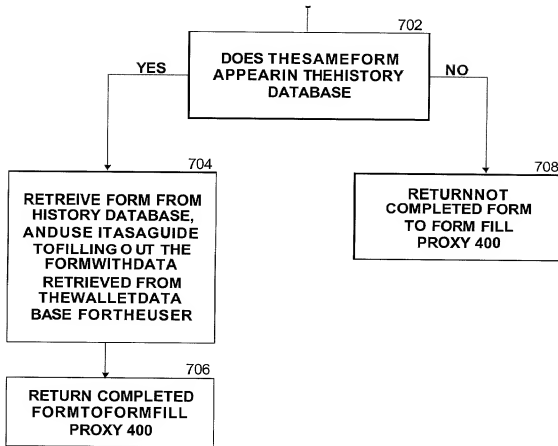 702
DOES THESAMEFORM
APPEARIN THEHISTORY
DATABASE
YES
NO
704
RETREIVE FORM FROM
HISTORY DATABASE,
ANDUSE ITASAGUIDE
TOFILLING OUT THE
FORMWITHDATA
RETRIEVED FROM
THEWALLETDATA
BASE FORTHEUSER
708
RETURNNOT
COMPLETED FORM
TO FORM FILL
PROXY 400
706
RETURN COMPLETED
FORMTOFORMFILL
PROXY 400